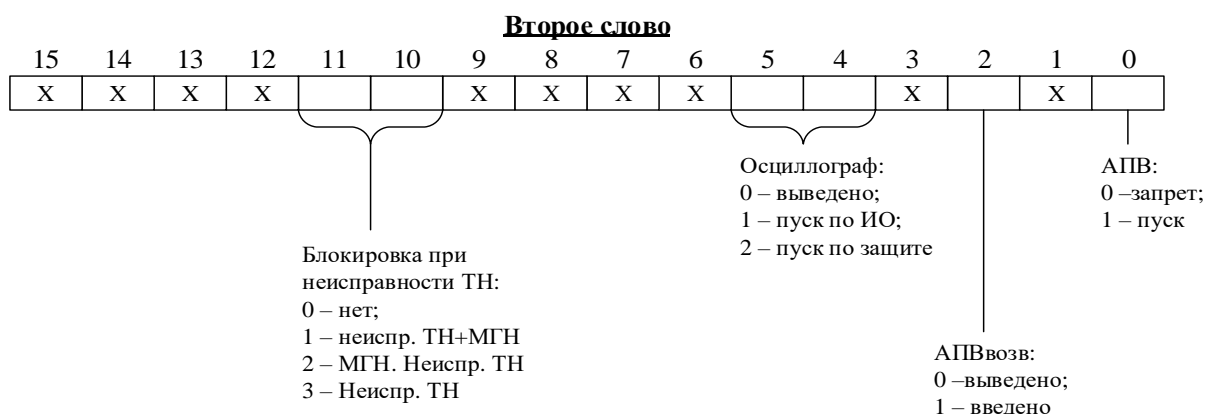 Второе слово
15 14 13 12 11 10 9 8 7 6 5 4 3 2 1 0
X X X X X X X X X X
Осциллограф:
0 – выведено;
1 – пуск по ИО;
2 – пуск по защите
АПВ:
0 –запрет;
1 – пуск
Блокировка при
неисправности ТН:
0 – нет;
1 – неиспр. ТН+МГН
2 – МГН. Неиспр. ТН
3 – Неиспр. ТН
АПВвозв:
0 –выведено;
1 – введено